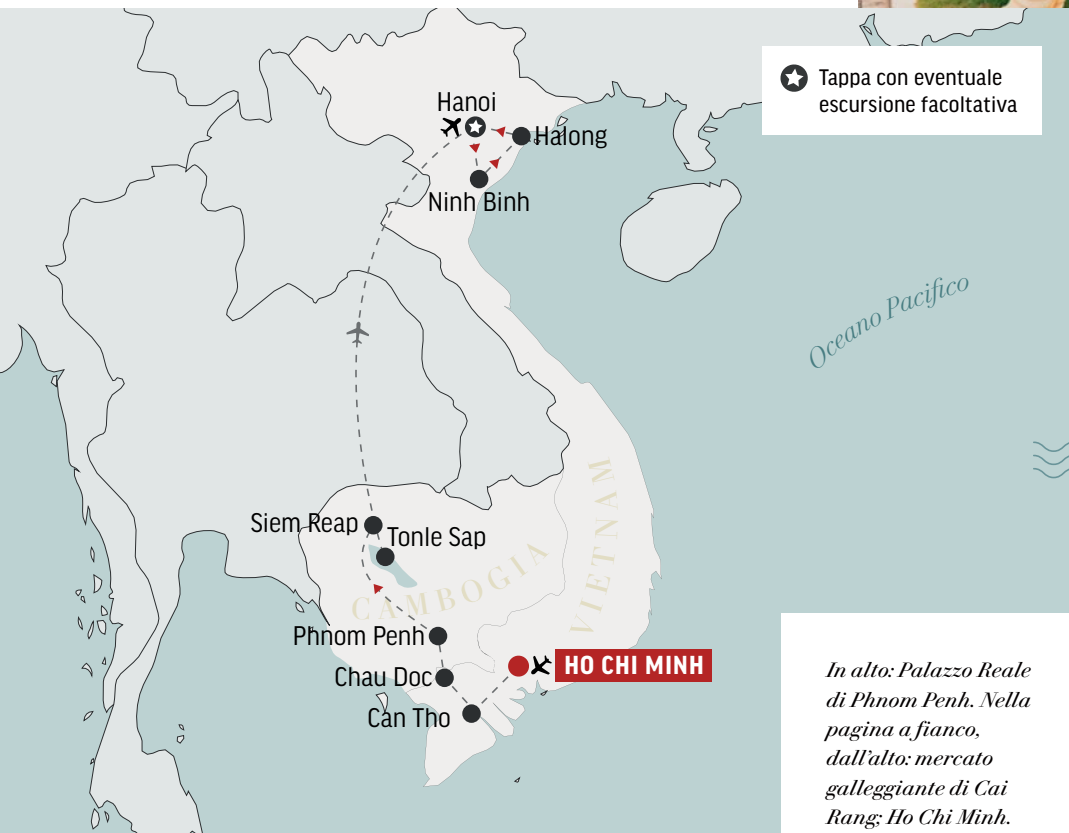 Tappa con eventuale
escursione facoltativa
Hanoi
Halong
Ninh Binh
Oceano Pacifico
Siem Reap
Tonle Sap
CAMBOGIA
VIETNAM
Phnom Penh
HO CHI MINH
Chau Doc
Can Tho
In alto: Palazzo Reale
di Phnom Penh. Nella
pagina a fianco,
dall'alto: mercato
galleggiante di Cai
Rang; Ho Chi Minh.